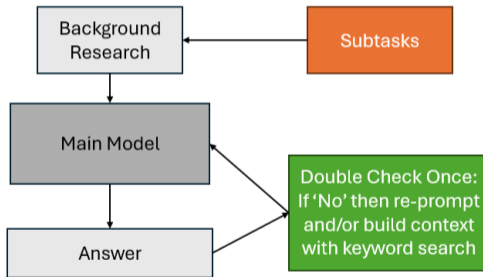 Background
Research
Subtasks
Main Model
Double Check Once:
If ‘No’ then re-prompt
and/or build context
with keyword search
Answer